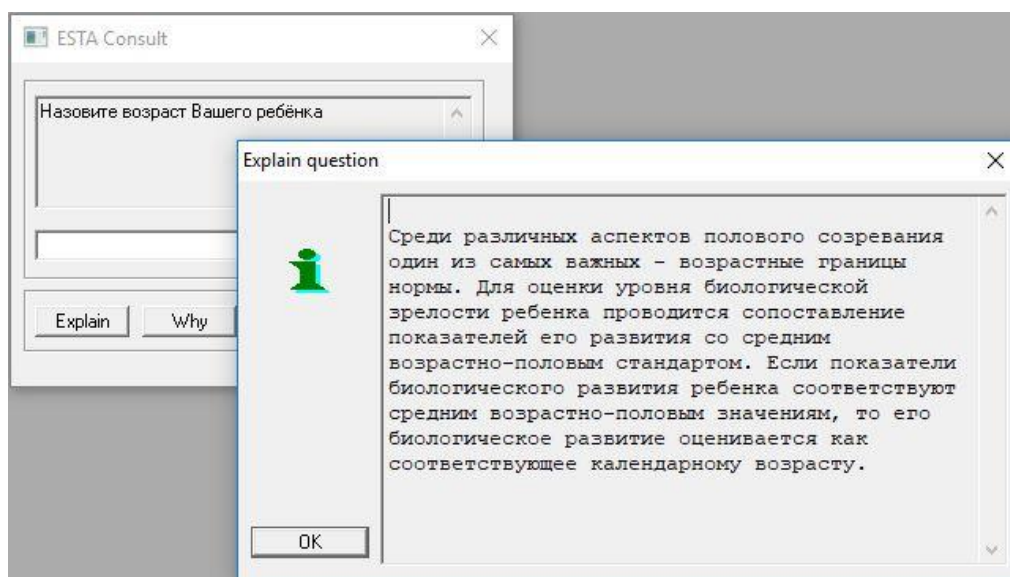 ESTA Consult
Назовите возраст Вашего ребёнка
Explain question
Среди различных аспектов полового созревания
один из самых важных - возрастные границы
нормы. Для оценки уровня биологической
зрелости ребенка проводится сопоставление
показателей его развития со средним
возрастно-половым стандартом. Если показатели
биологического развития ребенка соответствуют
средним возрастно-половым значениям, то его
биологическое развитие оценивается как
соответствующее календарному возрасту.
Explain
Why
OK